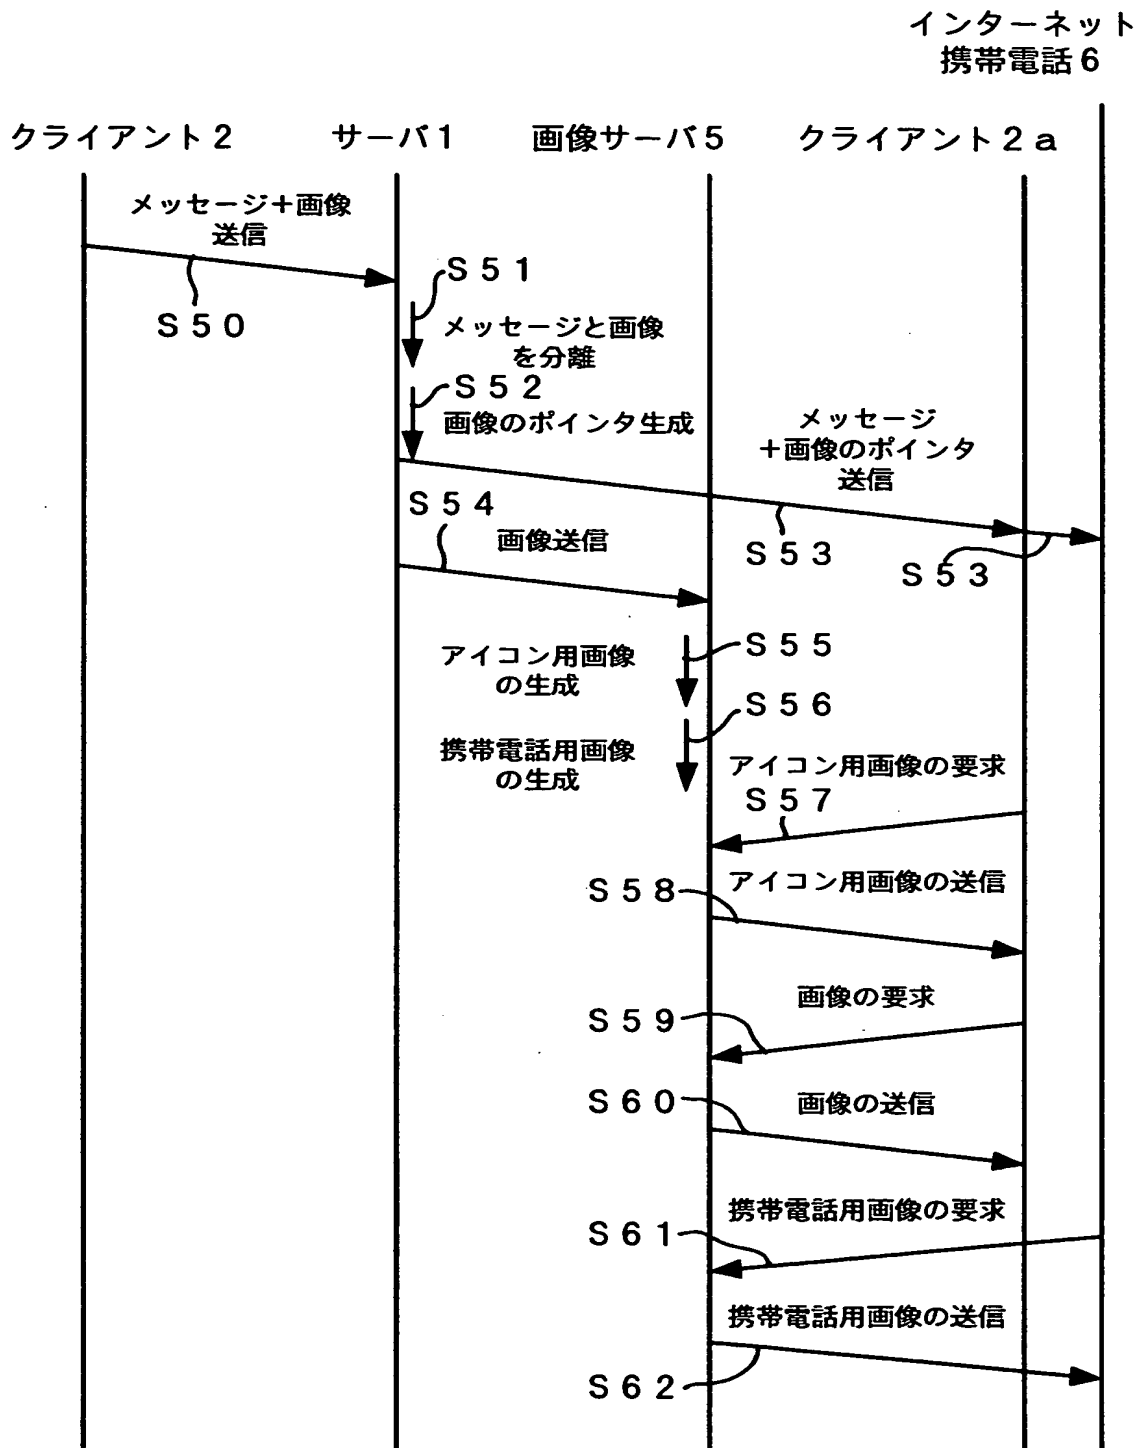 インターネット
携帯電話6
クライアント2
サーバ1
画像サーバ5
クライアント2a
メッセージ+画像
送信
S50
S51
メッセージと画像
を分離
S52
画像のポインタ生成
メッセージ
+画像のポインタ
送信
S53
S53
S54
画像送信
アイコン用画像
の生成
S55
携帯電話用画像
の生成
S56
アイコン用画像の要求
S57
アイコン用画像の送信
S58
画像の要求
S59
画像の送信
S60
携帯電話用画像の要求
S61
携帯電話用画像の送信
S62